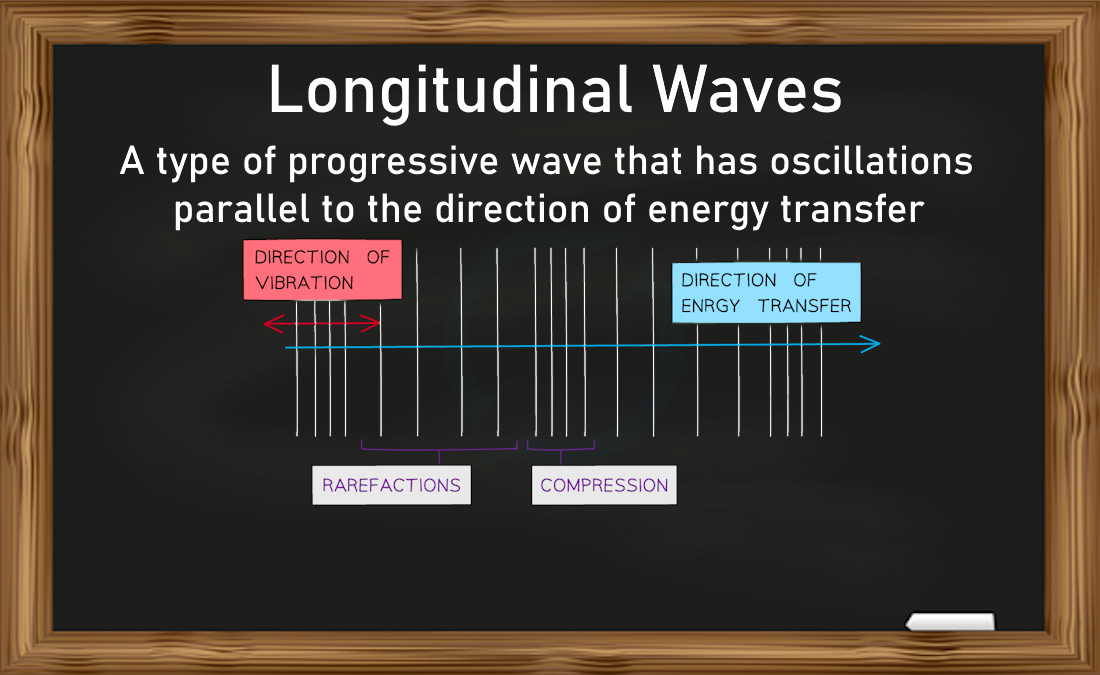 Longitudinal Waves
A type of progressive wave that has oscillations
parallel to the direction of energy transfer
DIRECTION OF
VIBRATION
DIRECTION OF
ENRGY TRANSFER
RAREFACTIONS
COMPRESSION